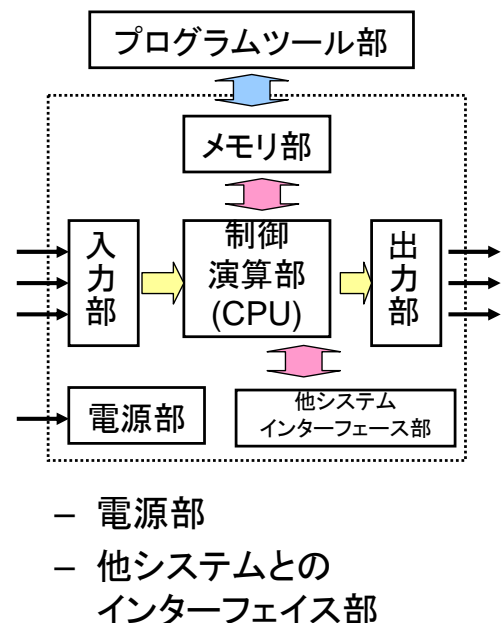 プログラムツール部
メモリ部
入
力
部
制御
演算部
(CPU)
出
力
部
電源部
他システム
インターフェース部
– 電源部
– 他システムとの
インターフェイス部